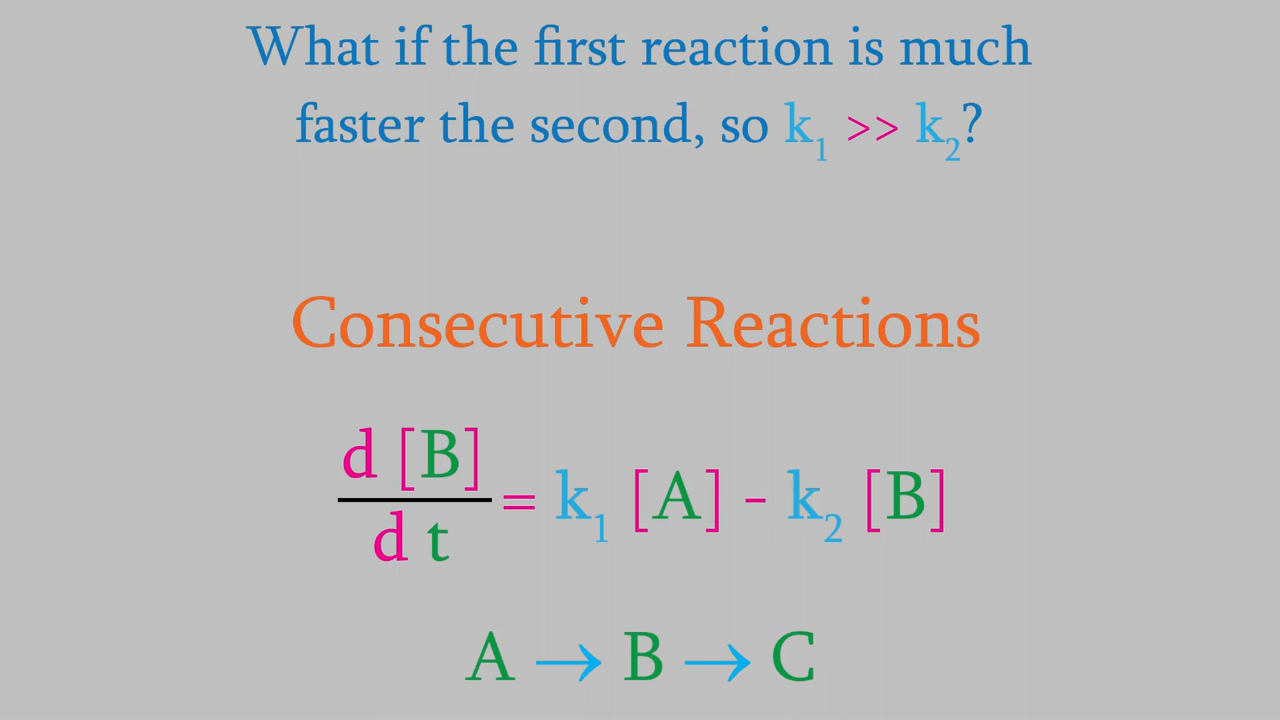 What if the first reaction is much
faster the second, so k₁ >> k₂?
Consecutive Reactions
d [B]
d t
= k₁ [A] - k₂ [B]
A → B → C